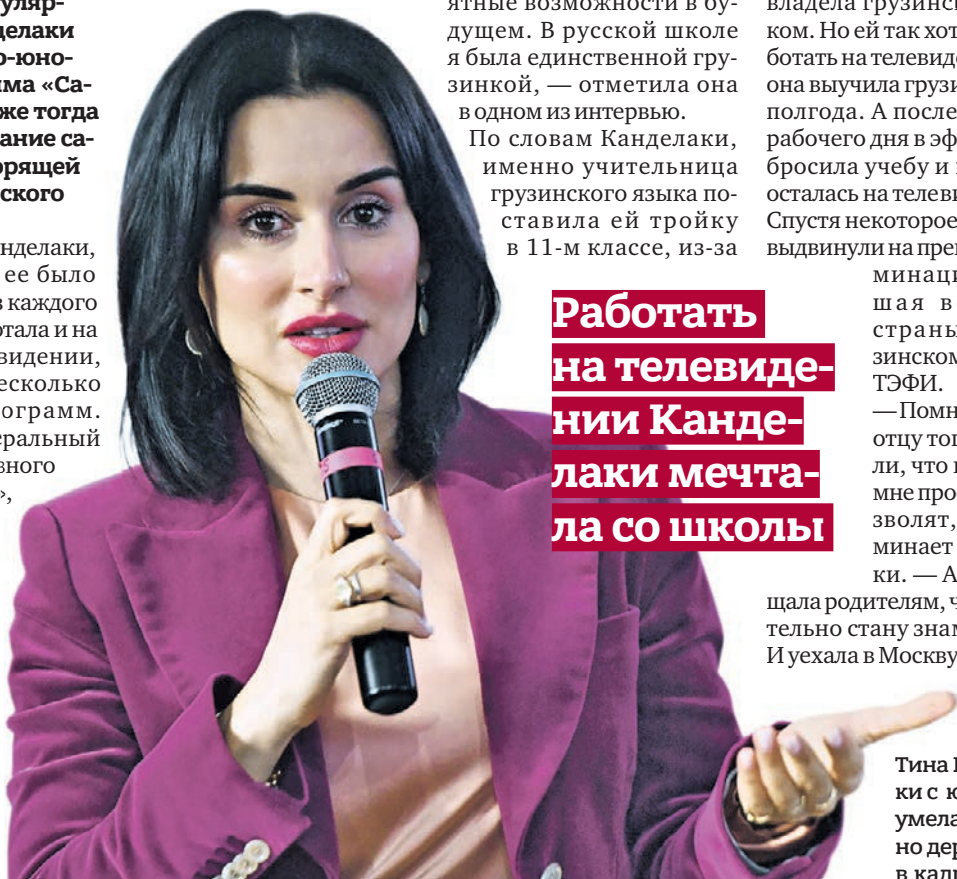 уляр-
делаки
о-юно-
ма «Са-
же тогда
ание са-
орящей
ского
нделаки,
ее было
з каждого
отала и на
видении,
есколько
ограмм.
еральный
вного
»,
ятные возможности в бу-
дущем. В русской школе
я была единственной гру-
зинкой, — отметила она
в одном из интервью.
По словам Канделаки,
именно учительница
грузинского языка по-
ставила ей тройку
в 11-м классе, из-за
Работать
на телевиде-
нии Канде-
лаки мечта-
ла со школы
владела грузинс
ком. Но ей так хот
ботать на телевиде
она выучила грузи
полгода. А после
рабочего дня в эф
бросила учебу и
осталась на телеви
Спустя некоторое
выдвинули на пре
минаци
шая в
страны
зинском
ТЭФИ.
— Помн
отцу тог
ли, что
мне про
зволят,
минает
ки. — А
щала родителям, ч
тельно стану знам
И уехала в Москву
Тина
ки с ю
умела
но дер
в кад